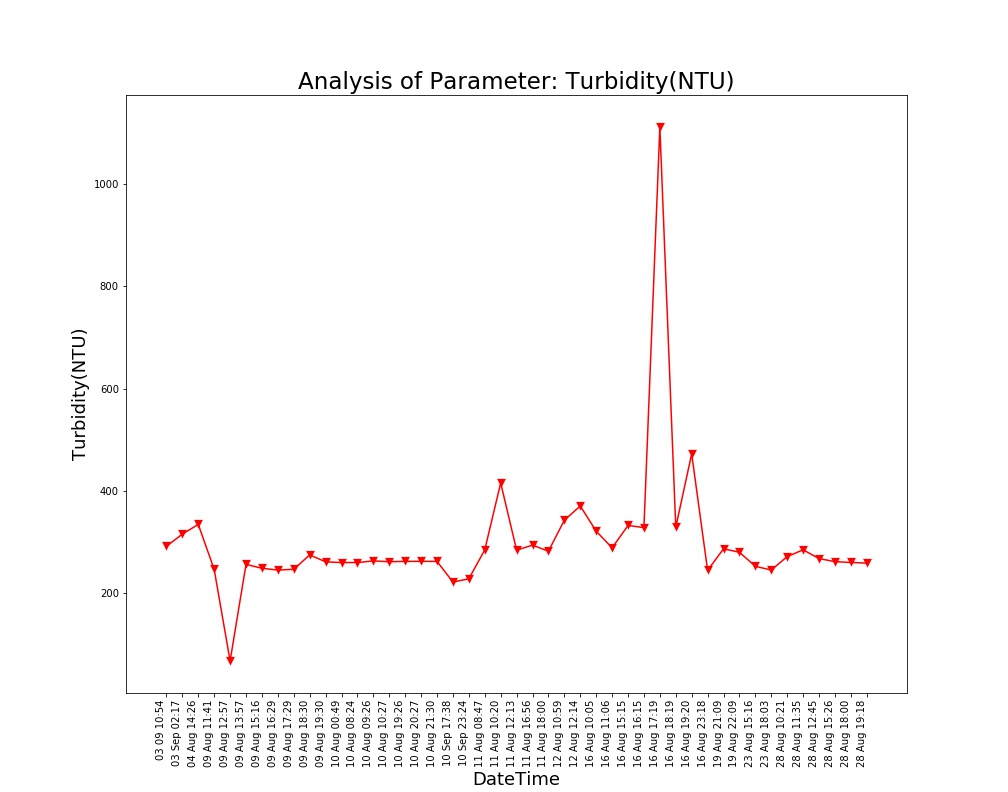 Analysis of Parameter: Turbidity(NTU)
1000
800
600
400
200
Turbidity(NTU)
03 09 10:54
03 Sep 02:17
04 Aug 14:26
09 Aug 11:41
09 Aug 12:57
09 Aug 13:57
09 Aug 15:16
09 Aug 16:29
09 Aug 17:29
09 Aug 18:30
09 Aug 19:30
10 Aug 00:49
10 Aug 08:24
10 Aug 09:26
10 Aug 10:27
10 Aug 19:26
10 Aug 20:27
10 Aug 21:30
10 Sep 17:38
10 Sep 23:24
11 Aug 08:47
11 Aug 10:20
11 Aug 12:13
11 Aug 16:56
11 Aug 18:00
12 Aug 10:59
12 Aug 12:14
16 Aug 10:05
16 Aug 11:06
16 Aug 15:15
16 Aug 16:15
16 Aug 17:19
16 Aug 18:19
16 Aug 19:20
16 Aug 23:18
19 Aug 21:09
19 Aug 22:09
23 Aug 15:16
23 Aug 18:03
28 Aug 10:21
28 Aug 11:35
28 Aug 12:45
28 Aug 15:26
28 Aug 18:00
28 Aug 19:18
DateTime